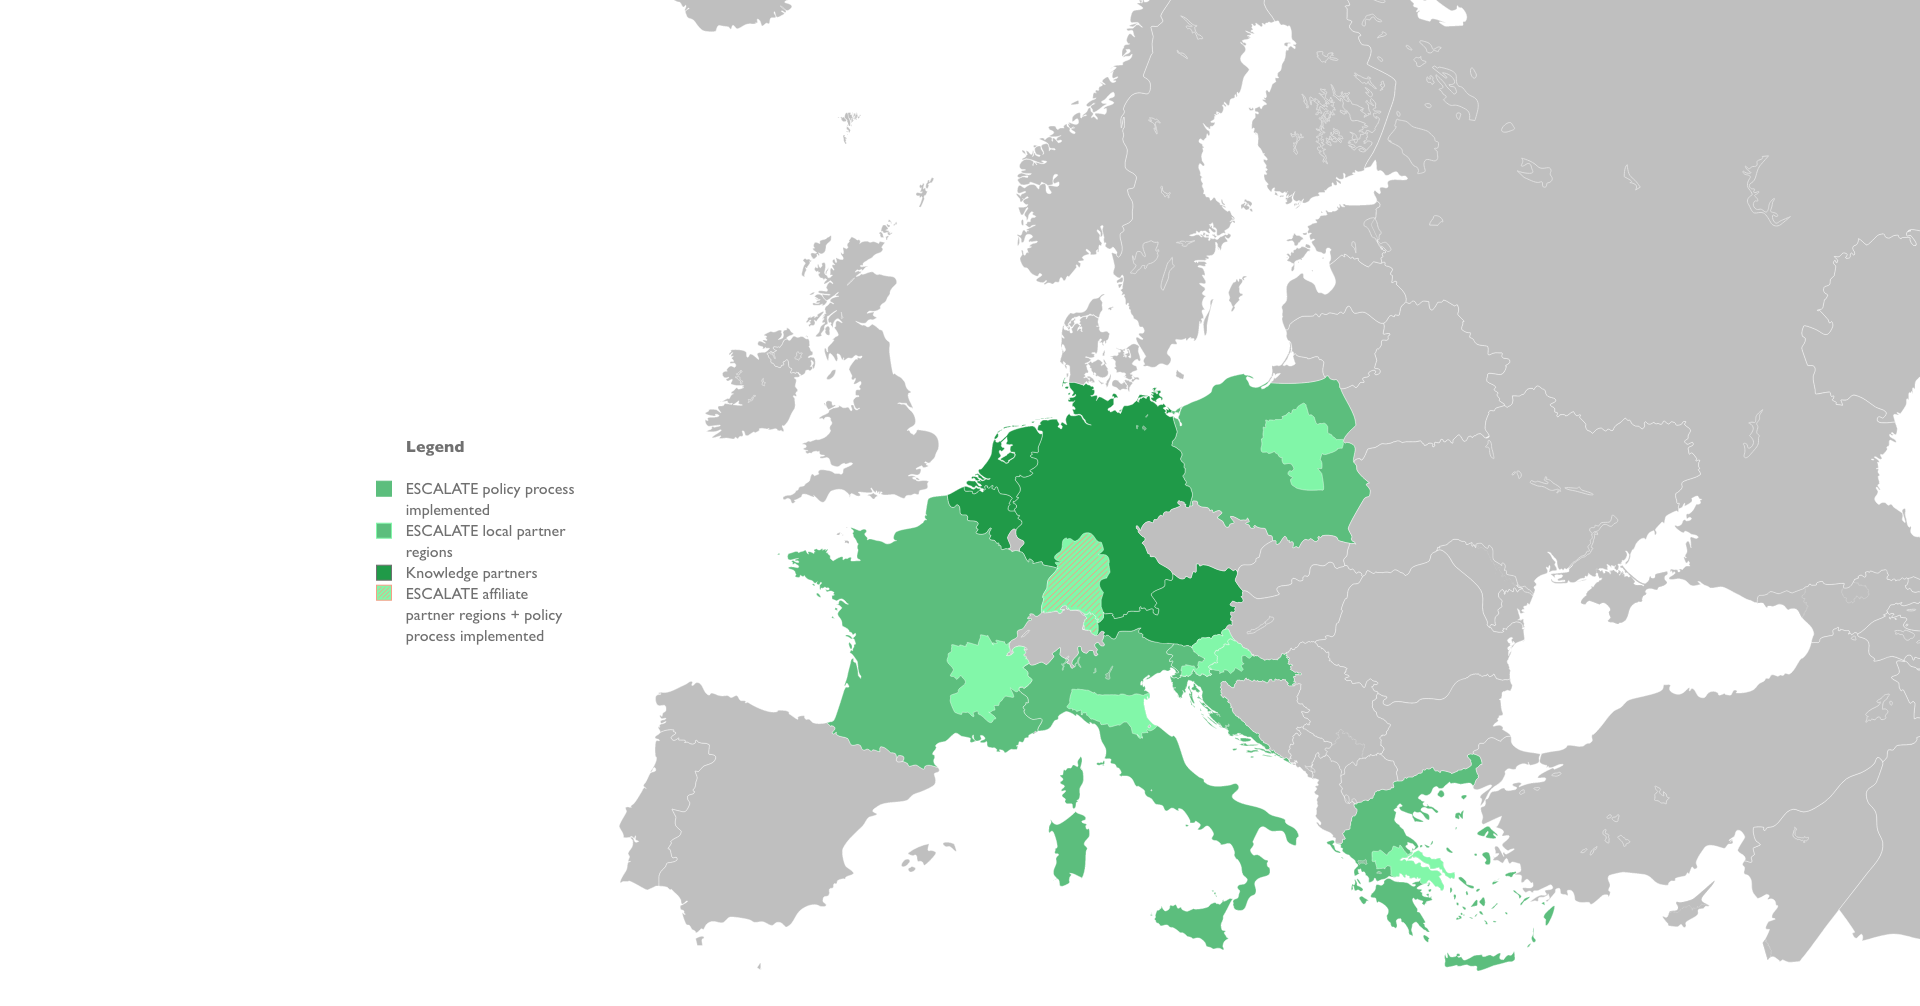 Legend
ESCALATE policy process
implemented
ESCALATE local partner
regions
Knowledge partners
ESCALATE affiliate
partner regions + policy
process implemented